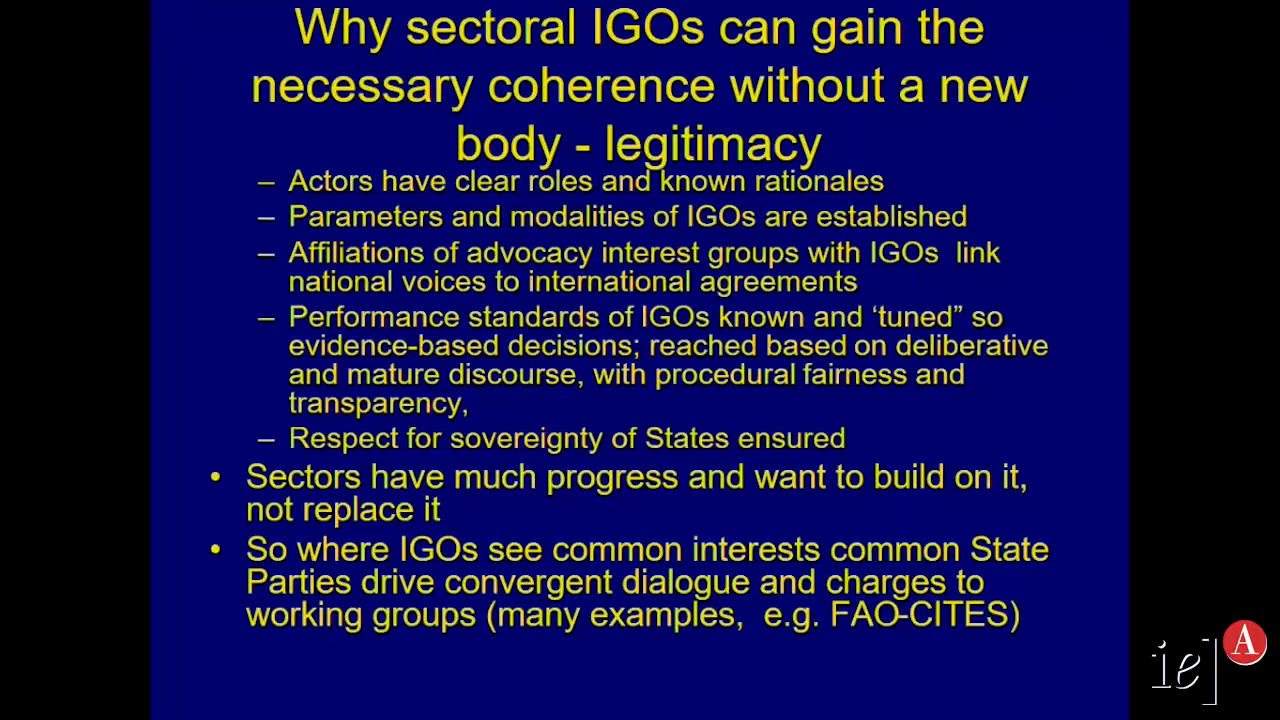 Why sectoral IGOs can gain the
necessary coherence without a new
body - legitimacy
– Actors have clear roles and known rationales
– Parameters and modalities of IGOs are established
– Affiliations of advocacy interest groups with IGOs link
national voices to international agreements
– Performance standards of IGOs known and ‘tuned” so
evidence-based decisions; reached based on deliberative
and mature discourse, with procedural fairness and
transparency,
– Respect for sovereignty of States ensured
• Sectors have much progress and want to build on it,
not replace it
• So where IGOs see common interests common State
Parties drive convergent dialogue and charges to
working groups (many examples, e.g. FAO-CITES)
ie] A